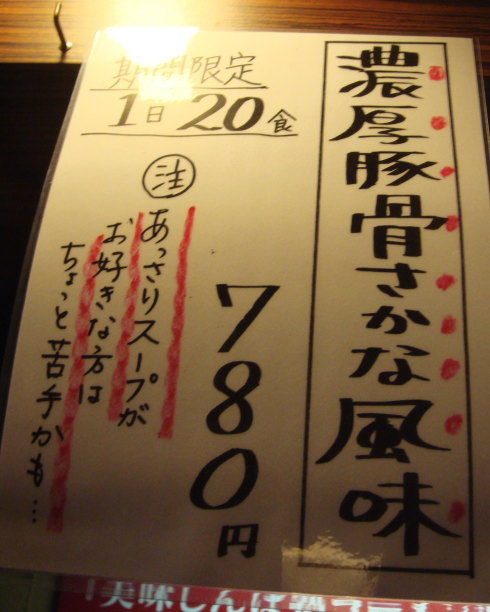 濃厚豚骨さかな風味
期間限定
1日20食
780円
注
あっさりスープが
お好きな方は
ちょっと苦手かも…